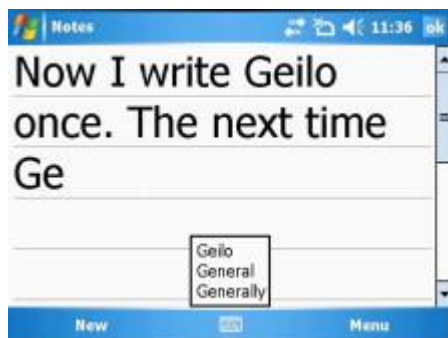 Notes 11:36 ok
Now I write Geilo
once. The next time
Ge
Geilo
General
Generally
New Menu